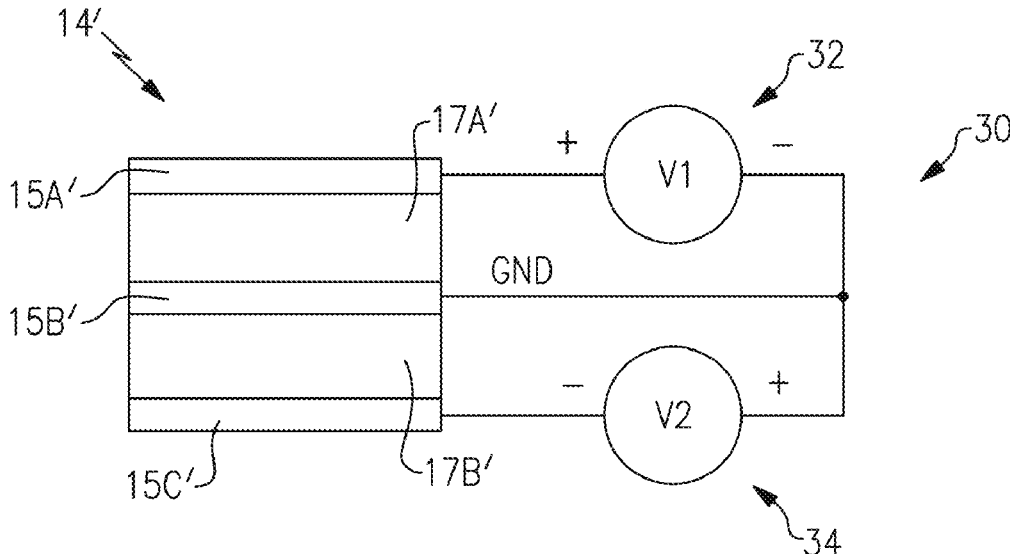 14′
32
17A′
+
−
30
V1
15A′
GND
15B′
−
+
V2
15C′
17B′
34